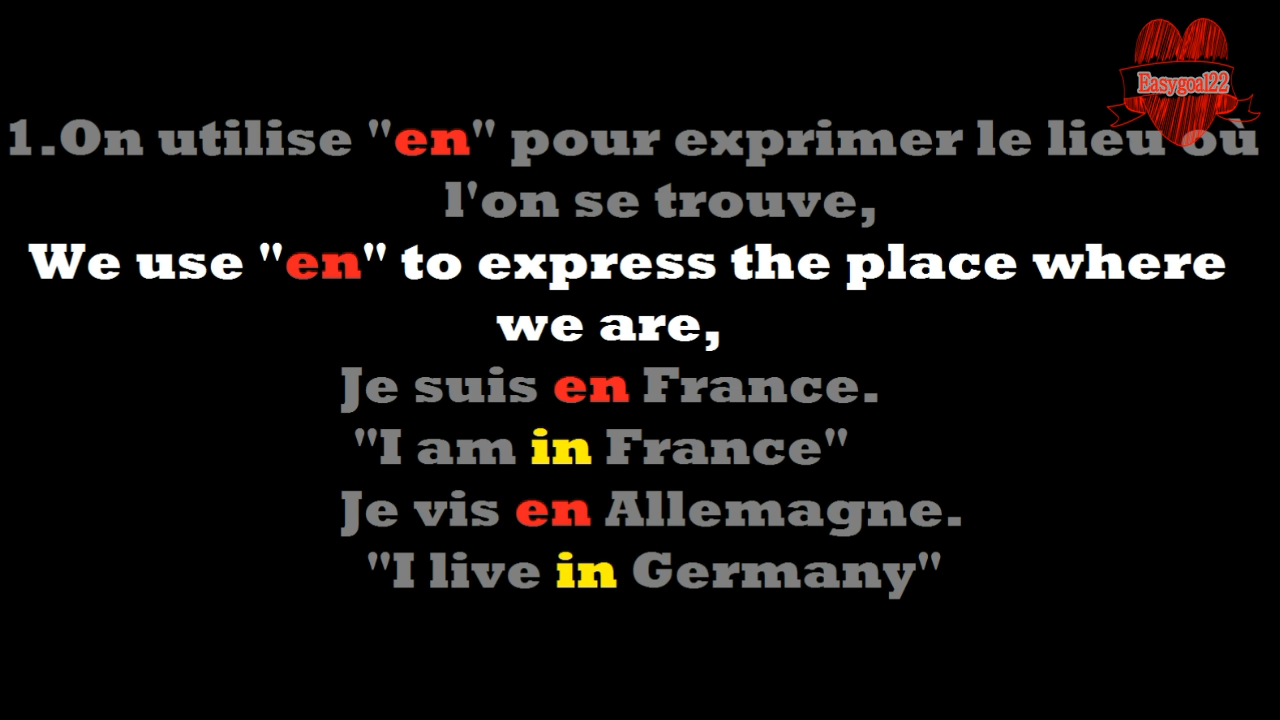 Easygoal22
1.On utilise "en" pour exprimer le lieu où
l'on se trouve,
We use "en" to express the place where
we are,
Je suis en France.
"I am in France"
Je vis en Allemagne.
"I live in Germany"